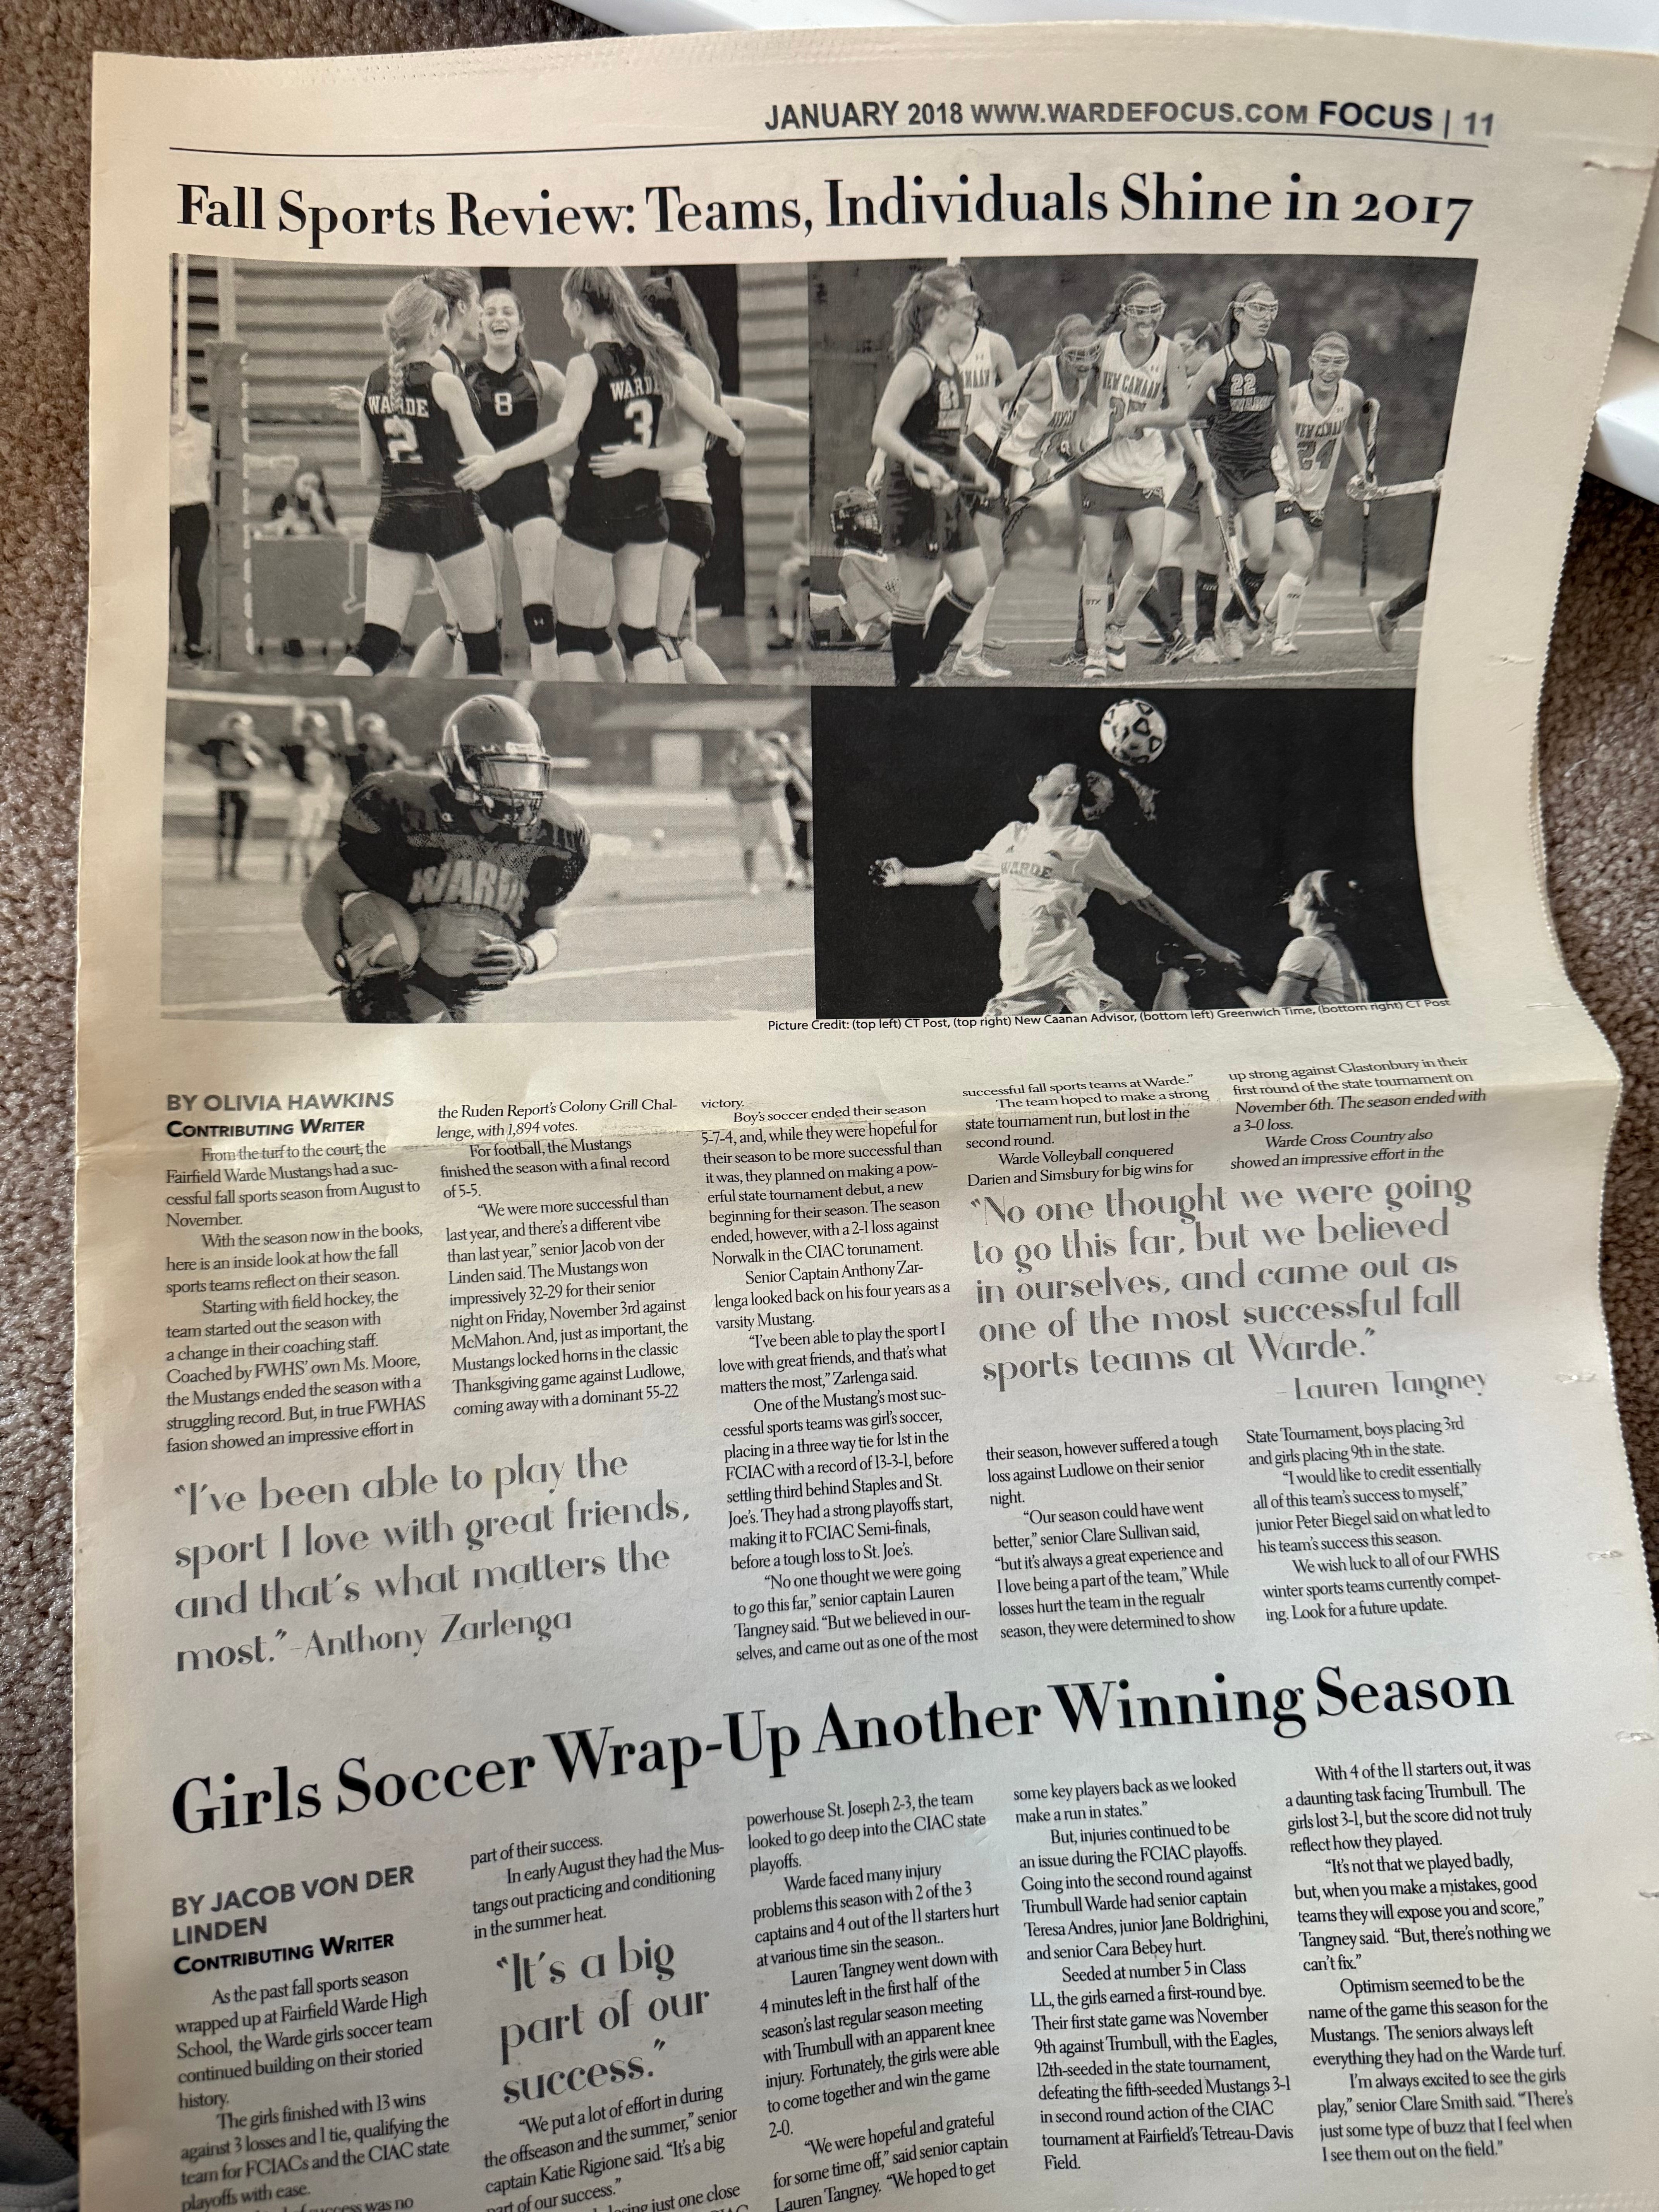 JANUARY 2018 WWW.WARDEFOCUS.COM FOCUS | 11
Fall Sports Review: Teams, Individuals Shine in 2017
WARDE
2
8
WARDE
3
21
NEW CANAAN
22
NEW CANAAN
24
STX
STX
WARDE
WARDE
Picture Credit: (top left) CT Post, (top right) New Caanan Advisor, (bottom left) Greenwich Time, (bottom right) CT Post
BY OLIVIA HAWKINS
CONTRIBUTING WRITER
From the turf to the court, the
Fairfield Warde Mustangs had a suc-
cessful fall sports season from August to
November.
With the season now in the books,
here is an inside look at how the fall
sports teams reflect on their season.
Starting with field hockey, the
team started out the season with
a change in their coaching staff.
Coached by FWHS' own Ms. Moore,
the Mustangs ended the season with a
struggling record. But, in true FWHAS
fasion showed an impressive effort in
the Ruden Report's Colony Grill Chal-
lenge, with 1,894 votes.
For football, the Mustangs
finished the season with a final record
of 5-5.
"We were more successful than
last year, and there's a different vibe
than last year," senior Jacob von der
Linden said. The Mustangs won
impressively 32-29 for their senior
night on Friday, November 3rd against
McMahon. And, just as important, the
Mustangs locked horns in the classic
Thanksgiving game against Ludlowe,
coming away with a dominant 55-22
"I've been able to play the
sport I love with great friends,
and that's what matters the
most."-Anthony Zarlenga
victory.
Boy's soccer ended their season
5-7-4, and, while they were hopeful for
their season to be more successful than
it was, they planned on making a pow-
erful state tournament debut, a new
beginning for their season. The season
ended, however, with a 2-1 loss against
Norwalk in the CIAC torunament.
Senior Captain Anthony Zar-
lenga looked back on his four years as a
varsity Mustang.
"I've been able to play the sport I
love with great friends, and that's what
matters the most," Zarlenga said.
One of the Mustang's most suc-
cessful sports teams was girl's soccer,
placing in a three way tie for 1st in the
FCIAC with a record of 13-3-1, before
settling third behind Staples and St.
Joe's. They had a strong playoffs start,
making it to FCIAC Semi-finals,
before a tough loss to St. Joe's.
"No one thought we were going
to go this far," senior captain Lauren
Tangney said. "But we believed in our-
selves, and came out as one of the most
successful fall sports teams at Warde."
The team hoped to make a strong
state tournament run, but lost in the
second round.
Warde Volleyball conquered
Darien and Simsbury for big wins for
"No one thought we were going
to go this far, but we believed
in ourselves, and came out as
one of the most successful fall
sports teams at Warde."
- Lauren Tangney
their season, however suffered a tough
loss against Ludlowe on their senior
night.
"Our season could have went
better," senior Clare Sullivan said,
"but it's always a great experience and
I love being a part of the team," While
losses hurt the team in the regualr
season, they were determined to show
up strong against Glastonbury in their
first round of the state tournament on
November 6th. The season ended with
a 3-0 loss.
Warde Cross Country also
showed an impressive effort in the
State Tournament, boys placing 3rd
and girls placing 9th in the state.
"I would like to credit essentially
all of this team's success to myself,"
junior Peter Biegel said on what led to
his team's success this season.
We wish luck to all of our FWHS
winter sports teams currently compet-
ing. Look for a future update.
Girls Soccer Wrap-Up Another Winning Season
BY JACOB VON DER
LINDEN
CONTRIBUTING WRITER
As the past fall sports season
wrapped up at Fairfield Warde High
School, the Warde girls soccer team
continued building on their storied
history.
The girls finished with 13 wins
against 3 losses and 1 tie, qualifying the
team for FCIACs and the CIAC state
playoffs with ease.
success was no
part of their success.
In early August they had the Mus-
tangs out practicing and conditioning
in the summer heat.
"It's a big
part of our
success."
"We put a lot of effort in during
the offseason and the summer," senior
captain Katie Rigione said. "It's a big
part of our success."
losing just one close
powerhouse St. Joseph 2-3, the team
looked to go deep into the CIAC state
playoffs.
Warde faced many injury
problems this season with 2 of the 3
captains and 4 out of the 11 starters hurt
at various time sin the season..
Lauren Tangney went down with
4 minutes left in the first half of the
season's last regular season meeting
with Trumbull with an apparent knee
injury. Fortunately, the girls were able
to come together and win the game
2-0.
"We were hopeful and grateful
for some time off," said senior captain
Lauren Tangney. "We hoped to get
some key players back as we looked
make a run in states."
But, injuries continued to be
an issue during the FCIAC playoffs.
Going into the second round against
Trumbull Warde had senior captain
Teresa Andres, junior Jane Boldrighini,
and senior Cara Bebey hurt.
Seeded at number 5 in Class
LL, the girls earned a first-round bye.
Their first state game was November
9th against Trumbull, with the Eagles,
12th-seeded in the state tournament,
defeating the fifth-seeded Mustangs 3-1
in second round action of the CIAC
tournament at Fairfield's Tetreau-Davis
Field.
With 4 of the 11 starters out, it was
a daunting task facing Trumbull. The
girls lost 3-1, but the score did not truly
reflect how they played.
"It's not that we played badly,
but, when you make a mistakes, good
teams they will expose you and score,"
Tangney said. "But, there's nothing we
can't fix."
Optimism seemed to be the
name of the game this season for the
Mustangs. The seniors always left
everything they had on the Warde turf.
I'm always excited to see the girls
play," senior Clare Smith said. "There's
just some type of buzz that I feel when
I see them out on the field."